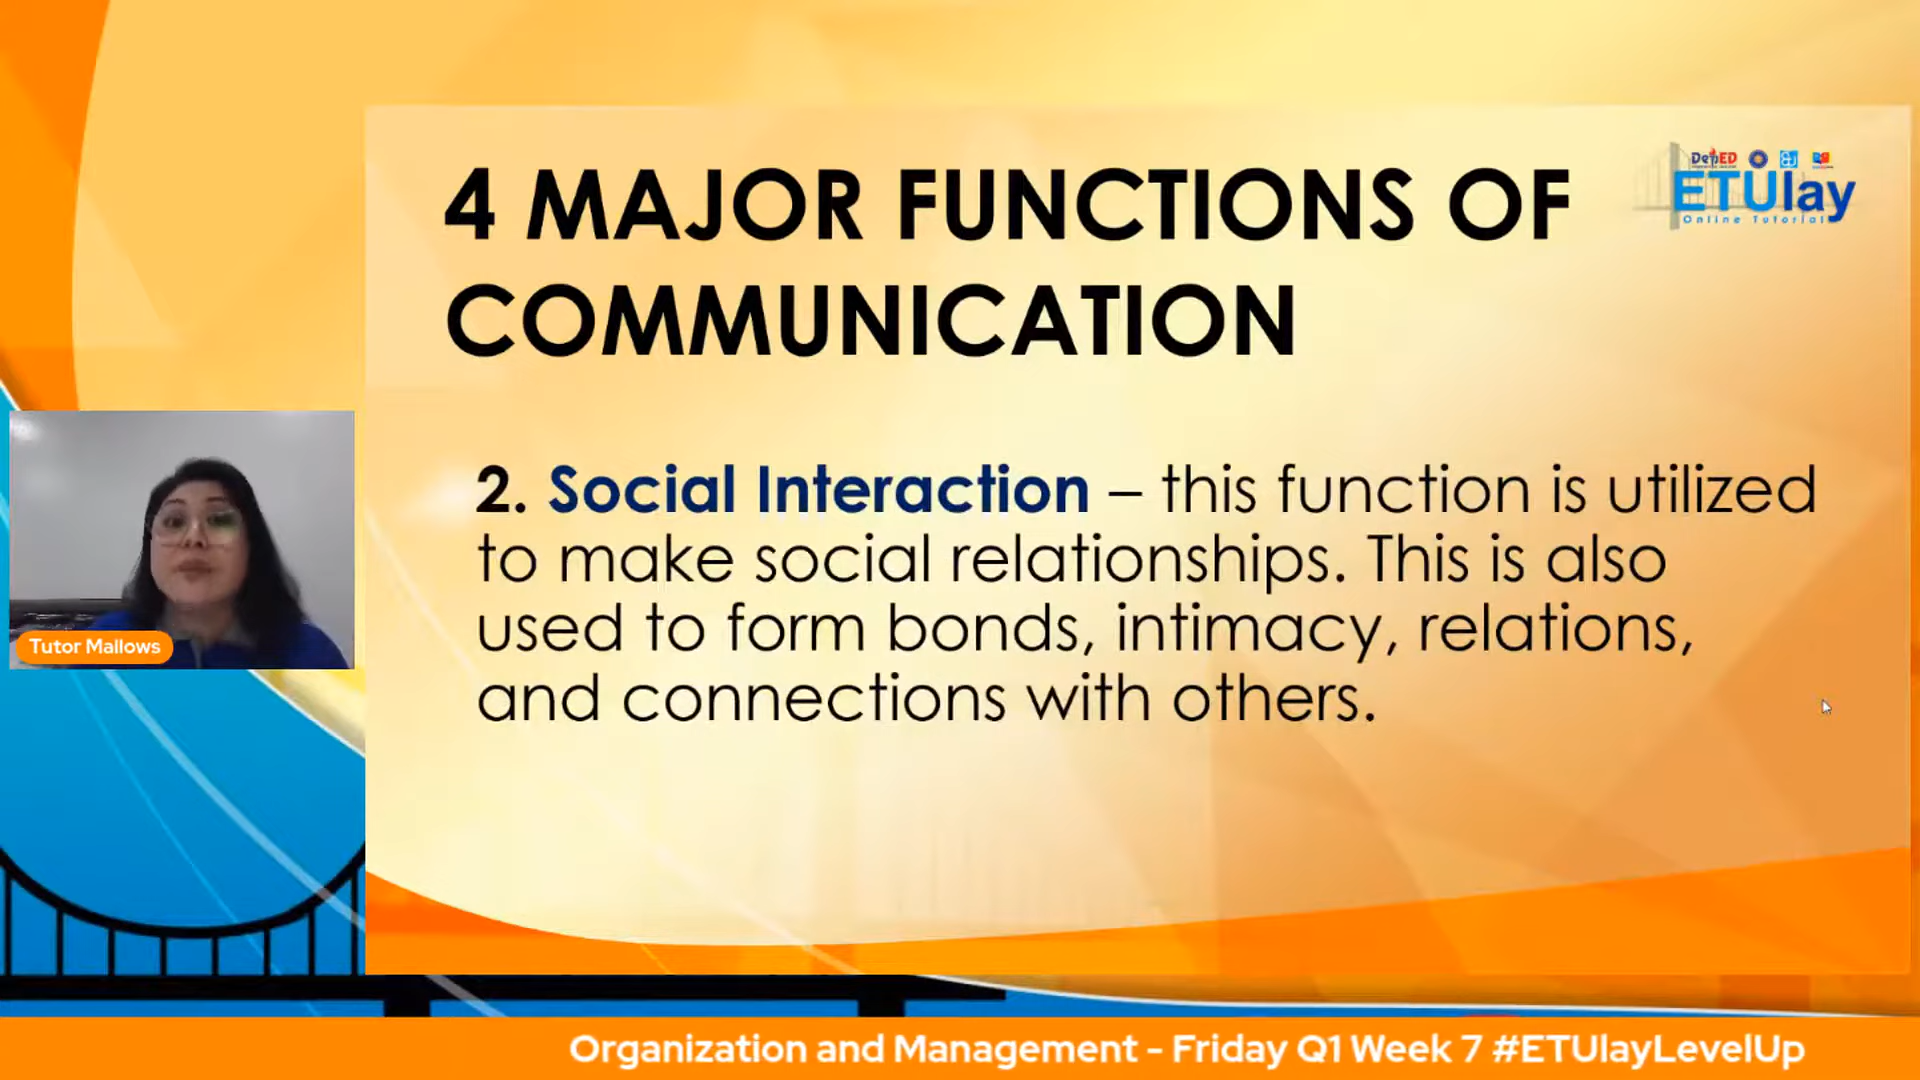 4 MAJOR FUNCTIONS OF
COMMUNICATION
DepED
ETUlay
Online Tutorial
2. Social Interaction – this function is utilized
to make social relationships. This is also
used to form bonds, intimacy, relations,
and connections with others.
Tutor Mallows
Organization and Management - Friday Q1 Week 7 #ETUlayLevelUp